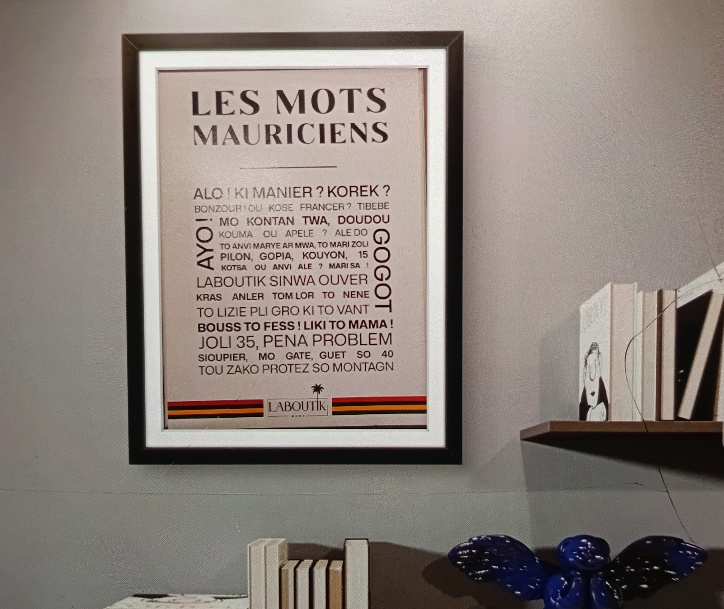 LES MOTS
MAURICIENS
ALO ! KI MANIER ? KOREK ?
BONZOUR ! OU KOSE FRANCER ? TIBEBE
AYO !
MO KONTAN TWA, DOUDOU
KOUMA OU APELE ? ALE DO
TO ANVI MARYE AR MWA, TO MARI ZOLI
PILON, GOPIA, KOUYON, 15
KOTSA OU ANVI ALE ? MARI SA !
GOGOT
LABOUTIK SINWA OUVER
KRAS ANLER TOM LOR TO NENE
TO LIZIE PLI GRO KI TO VANT
BOUSS TO FESS ! LIKI TO MAMA !
JOLI 35, PENA PROBLEM
SIOUPIER, MO GATE, GUET SO 40
TOU ZAKO PROTEZ SO MONTAGN
LABOUTIK